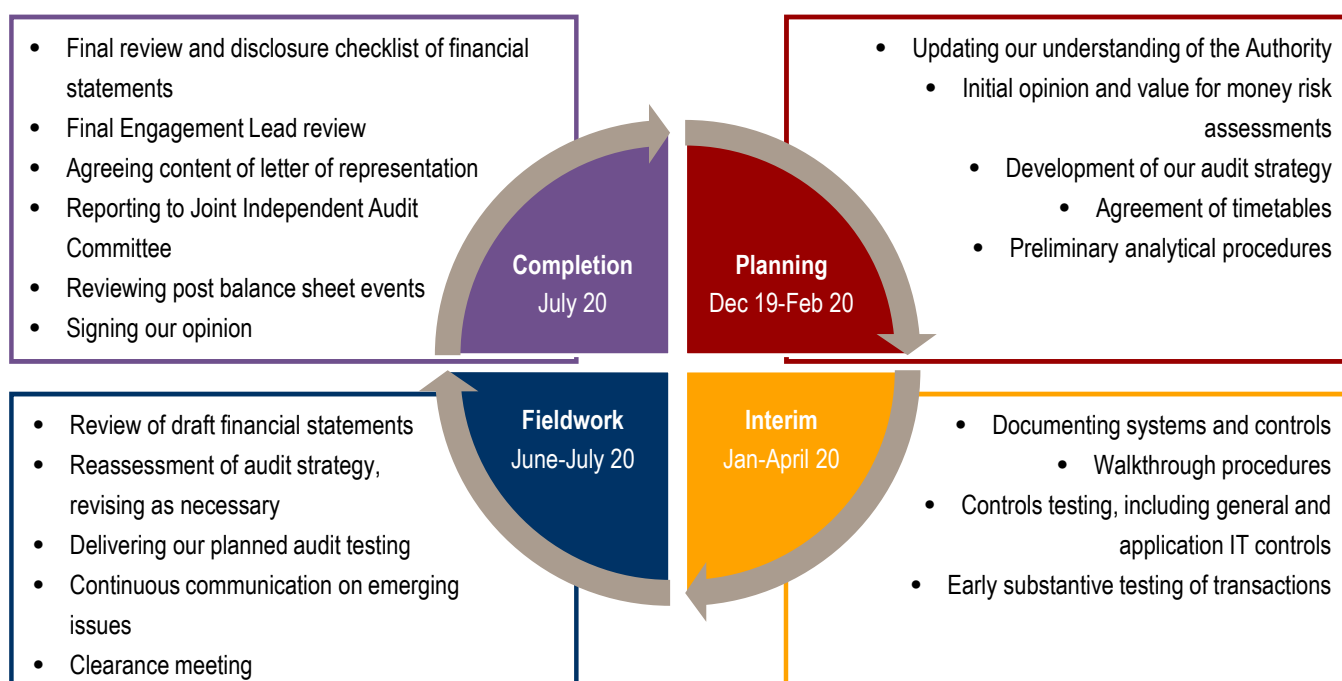 • Final review and disclosure checklist of financial
statements
• Final Engagement Lead review
• Agreeing content of letter of representation
• Reporting to Joint Independent Audit
Committee
• Reviewing post balance sheet events
• Signing our opinion
Completion
July 20
Planning
Dec 19-Feb 20
• Updating our understanding of the Authority
• Initial opinion and value for money risk
assessments
• Development of our audit strategy
• Agreement of timetables
• Preliminary analytical procedures
• Review of draft financial statements
• Reassessment of audit strategy,
revising as necessary
• Delivering our planned audit testing
• Continuous communication on emerging
issues
• Clearance meeting
Fieldwork
June-July 20
Interim
Jan-April 20
• Documenting systems and controls
• Walkthrough procedures
• Controls testing, including general and
application IT controls
• Early substantive testing of transactions